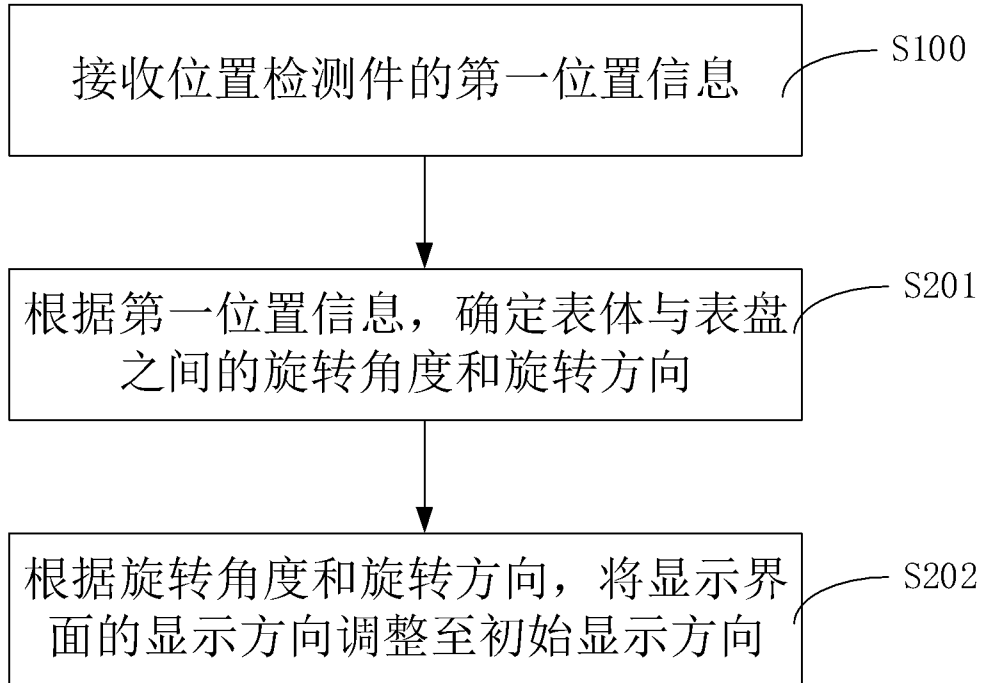 接收位置检测件的第一位置信息
S100
根据第一位置信息，确定表体与表盘
之间的旋转角度和旋转方向
S201
根据旋转角度和旋转方向，将显示界
面的显示方向调整至初始显示方向
S202